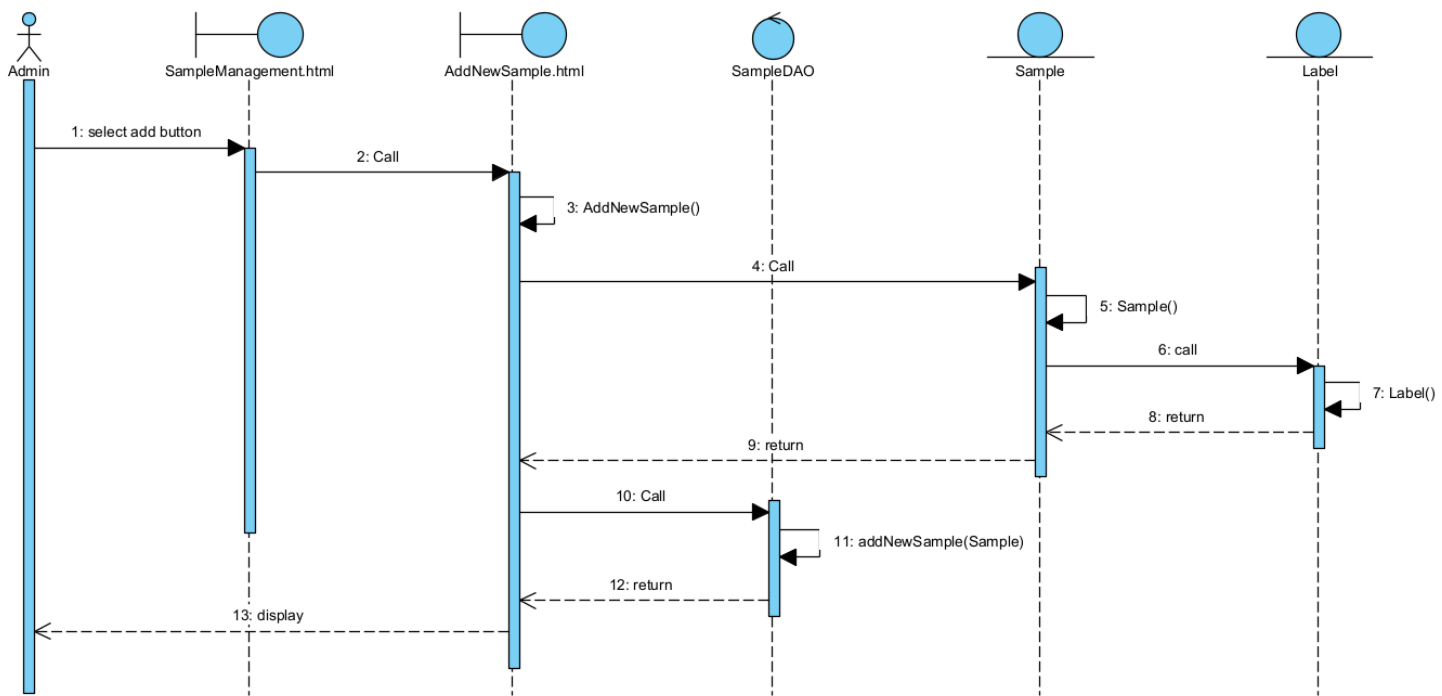 Admin
SampleManagement.html
AddNewSample.html
SampleDAO
Sample
Label
1: select add button
2: Call
3: AddNewSample()
4: Call
5: Sample()
6: call
7: Label()
8: return
9: return
10: Call
11: addNewSample(Sample)
12: return
13: display